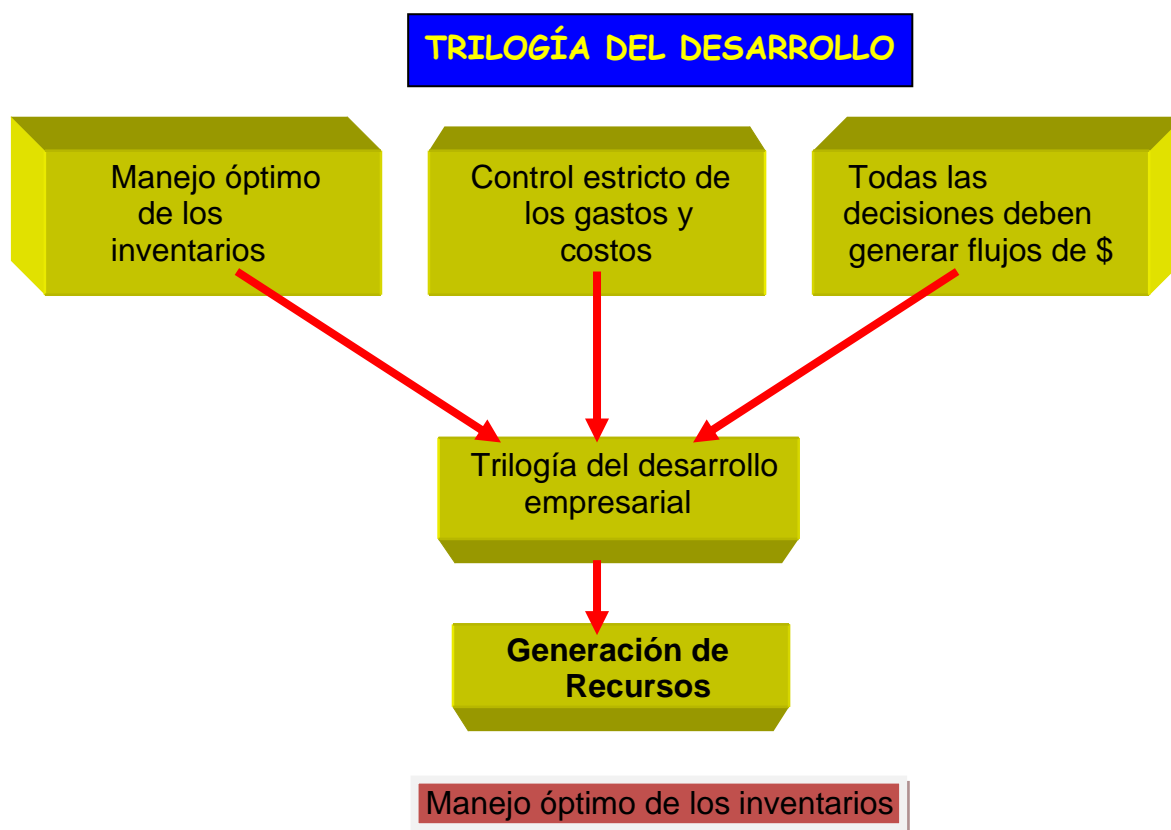 TRILOGÍA DEL DESARROLLO
Manejo óptimo
de los
inventarios
Control estricto de
los gastos y
costos
Todas las
decisiones deben
generar flujos de $
Trilogía del desarrollo
empresarial
Generación de
Recursos
Manejo óptimo de los inventarios